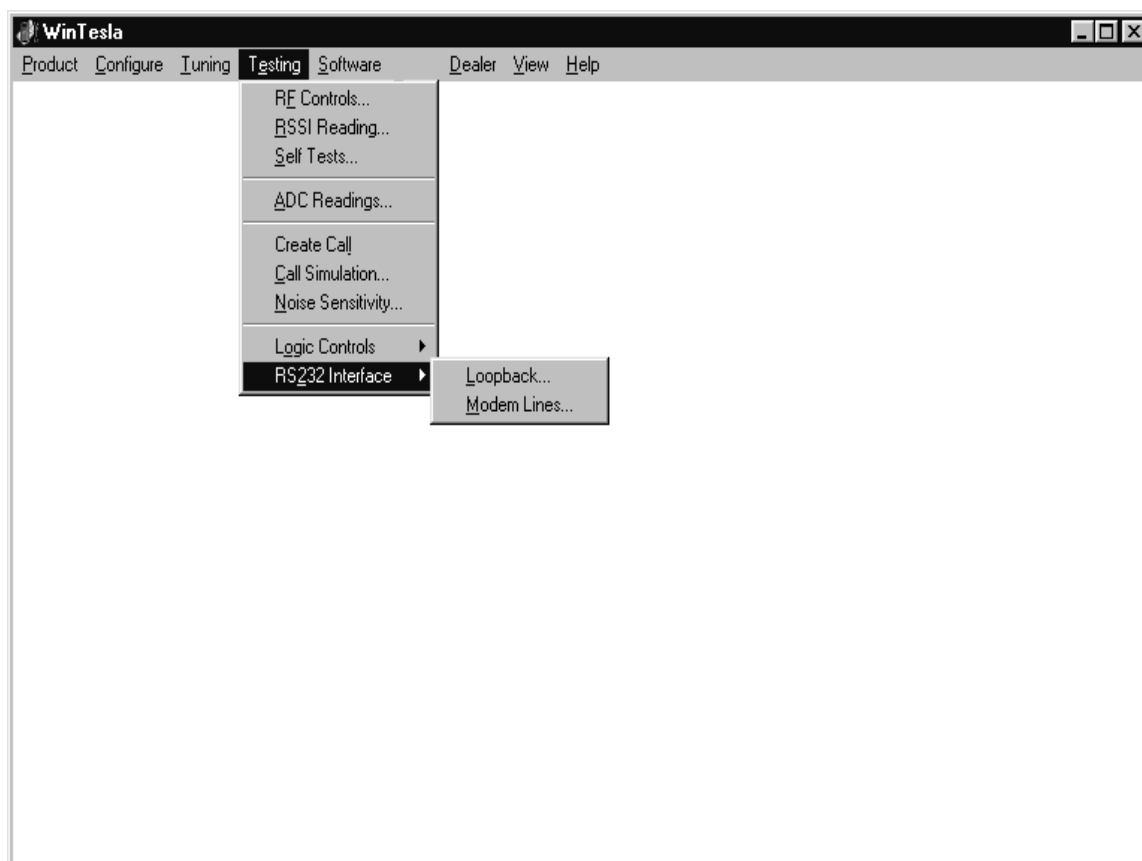 WinTesla
Product Configure Tuning Testing Software Dealer View Help
RF Controls...
RSSI Reading...
Self Tests...
ADC Readings...
Create Call
Call Simulation...
Noise Sensitivity...
Logic Controls
RS232 Interface
Loopback...
Modem Lines...